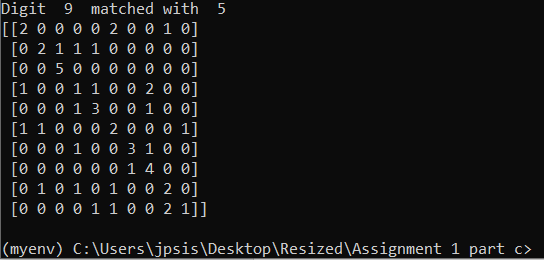 Digit  9  matched with  5
[[2 0 0 0 0 2 0 0 1 0]
 [0 2 1 1 1 0 0 0 0 0]
 [0 0 5 0 0 0 0 0 0 0]
 [1 0 0 1 1 0 0 2 0 0]
 [0 0 0 1 3 0 0 1 0 0]
 [1 1 0 0 0 2 0 0 0 1]
 [0 0 0 1 0 0 3 1 0 0]
 [0 0 0 0 0 0 1 4 0 0]
 [0 1 0 1 0 1 0 0 2 0]
 [0 0 0 0 1 1 0 0 2 1]]
(myenv) C:\Users\jpsis\Desktop\Resized\Assignment 1 part c>